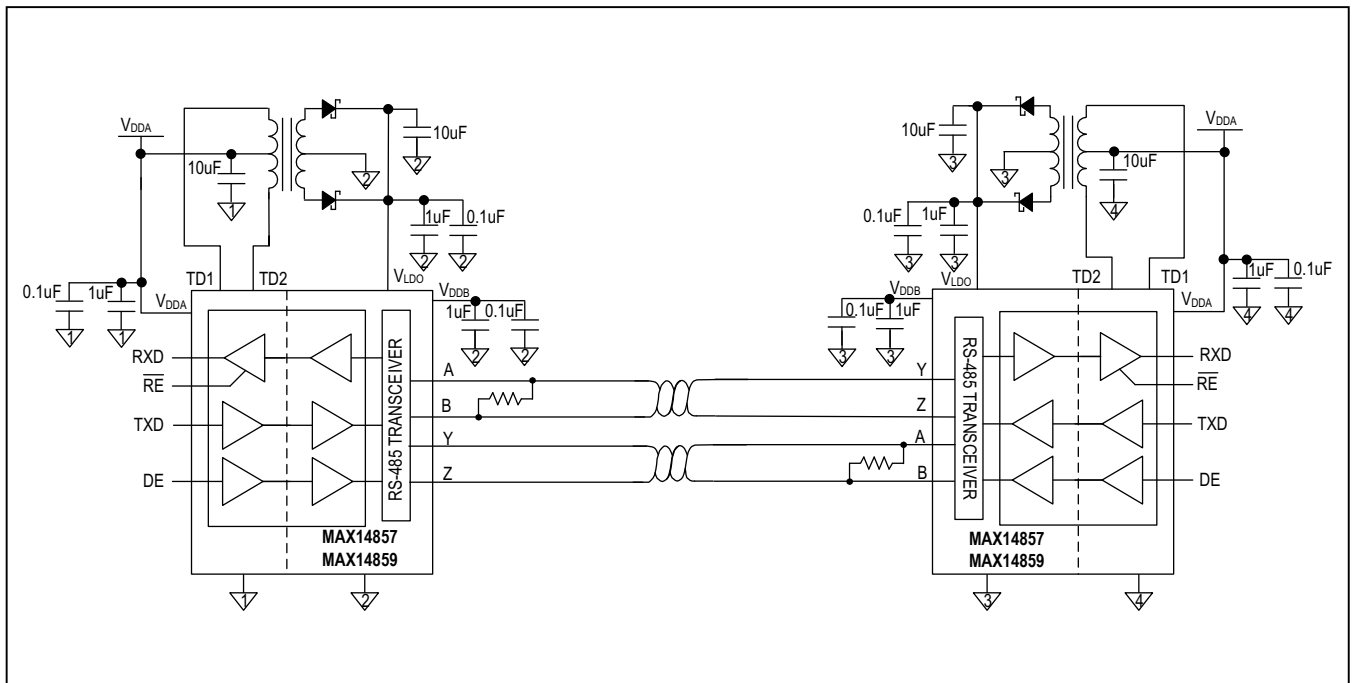 VDDA
10uF
10uF
1
2
2
1uF
0.1uF
2
2
TD1
TD2
VLDO
0.1uF
1uF
VDDA
1
1
VDDB
1uF
0.1uF
2
2
RXD
RE
TXD
DE
RS-485 TRANSCEIVER
A
B
Y
Z
MAX14857
MAX14859
1
2
10uF
3
3
VDDA
10uF
4
0.1uF
1uF
3
3
VLDO
TD2
TD1
VDDA
1uF
0.1uF
4
4
VDDB
0.1uF
1uF
3
3
Y
Z
A
B
RS-485 TRANSCEIVER
RXD
RE
TXD
DE
MAX14857
MAX14859
3
4